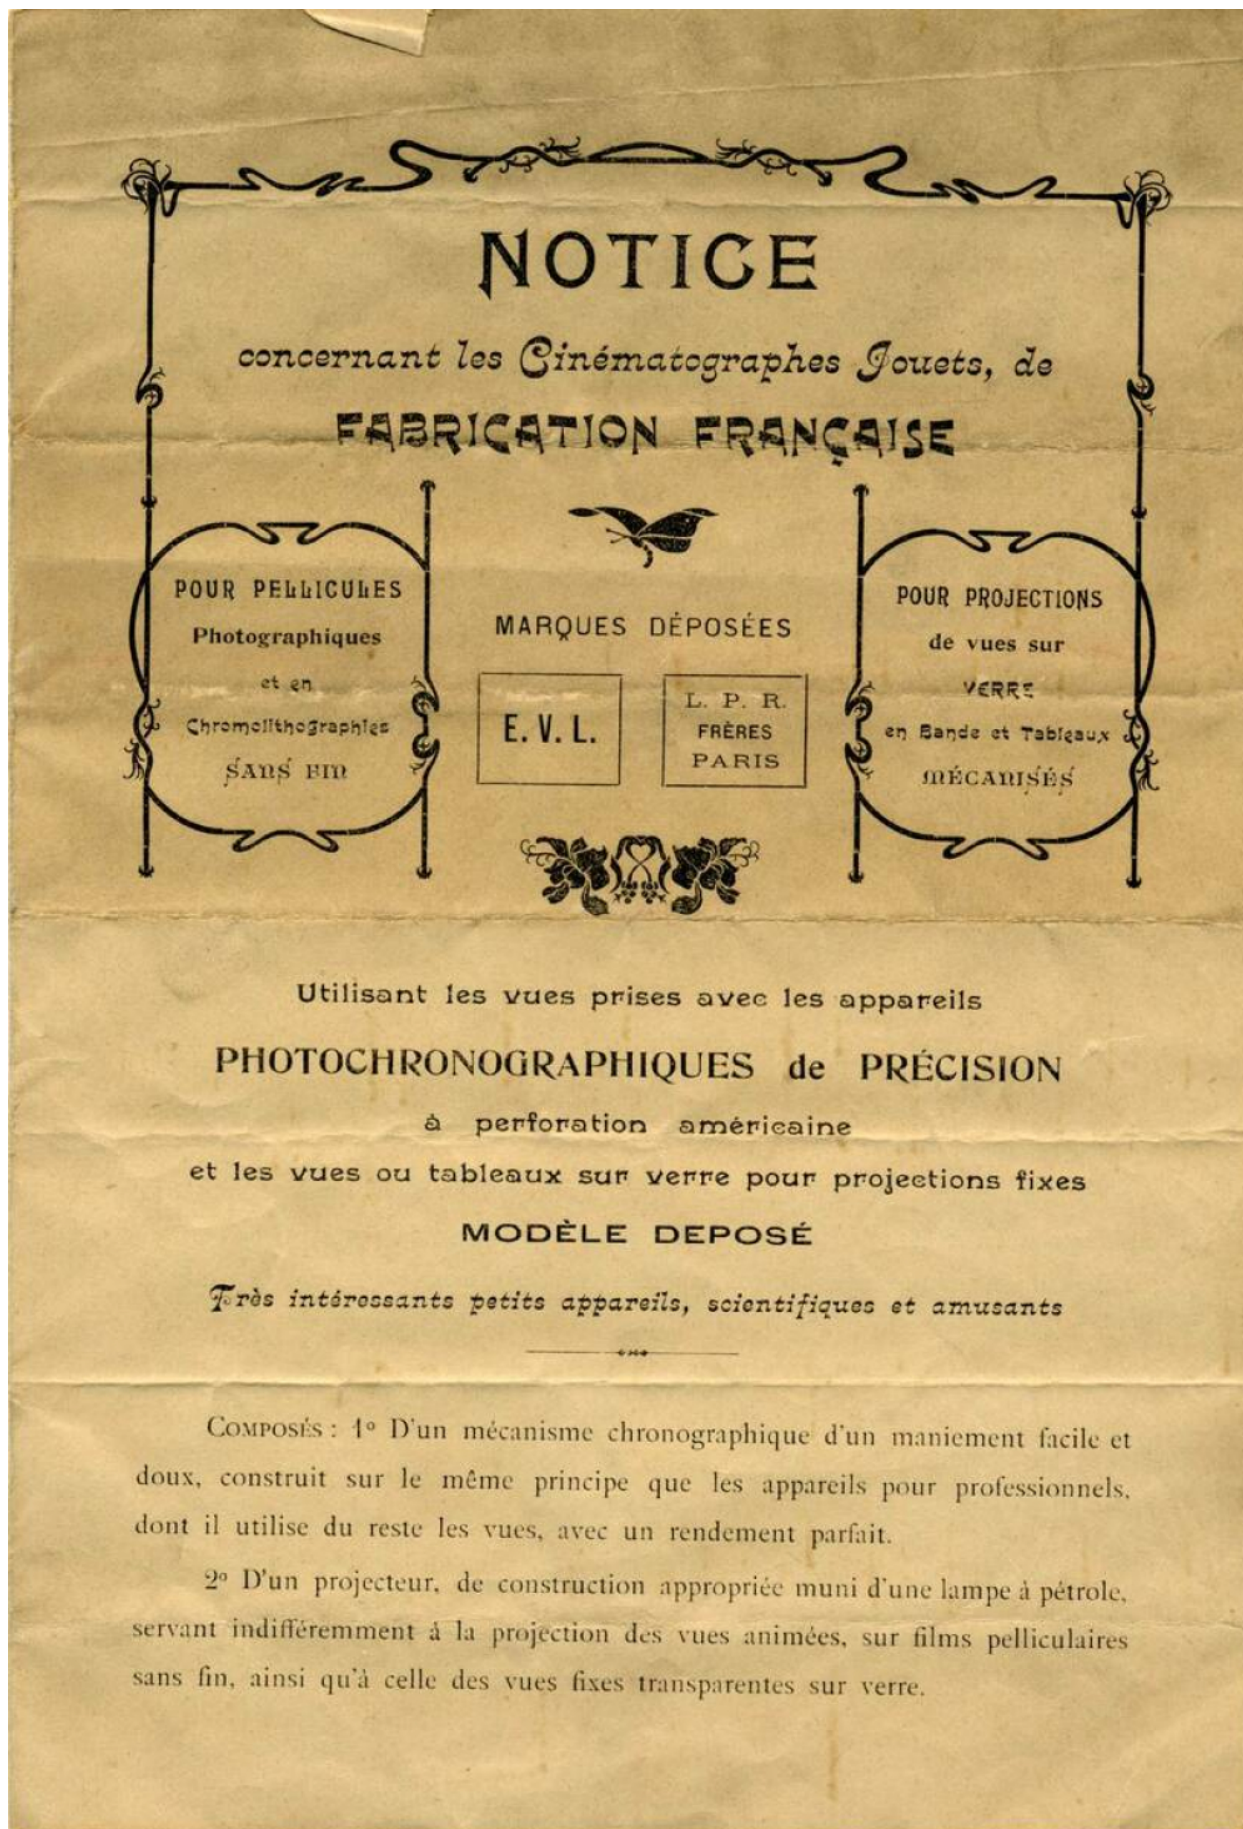 NOTICE
concernant les Cinématographes Jouets, de
FABRICATION FRANÇAISE
POUR PELLICULES
Photographiques
et en
Chromolithographies
SANS FIN
MARQUES DÉPOSÉES
E. V. L.
L. P. R.
FRÈRES
PARIS
POUR PROJECTIONS
de vues sur
VERRE
en Bande et Tableaux
MÉCANISÉS
Utilisant les vues prises avec les appareils
PHOTOCHRONOGRAPHIQUES de PRÉCISION
à perforation américaine
et les vues ou tableaux sur verre pour projections fixes
MODÈLE DEPOSÉ
Très intéressants petits appareils, scientifiques et amusants
COMPOSÉS : 1º D'un mécanisme chronographique d'un maniement facile et
doux, construit sur le même principe que les appareils pour professionnels,
dont il utilise du reste les vues, avec un rendement parfait.
2º D'un projecteur, de construction appropriée muni d'une lampe à pétrole,
servant indifféremment à la projection des vues animées, sur films pelliculaires
sans fin, ainsi qu'à celle des vues fixes transparentes sur verre.